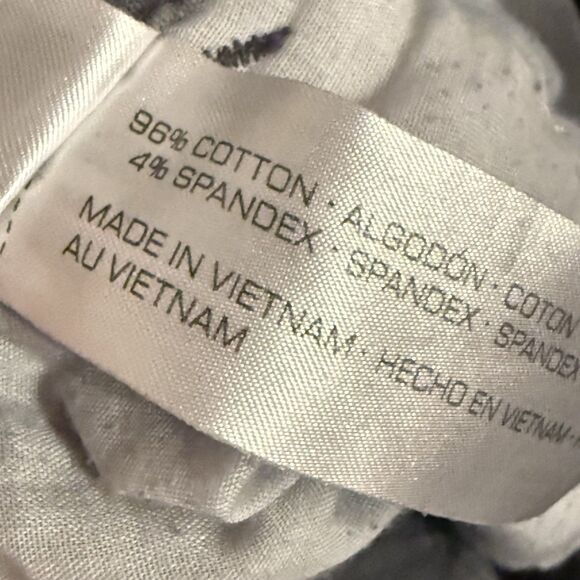 96% COTTON · ALGODÓN · COTON
4% SPANDEX · SPANDEX · SPANDEX
MADE IN VIETNAM · HECHO EN VIETNAM ·
AU VIETNAM